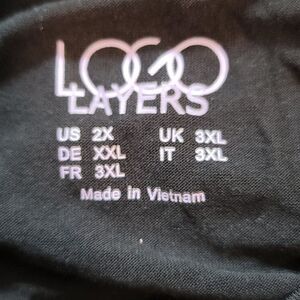 LOGO
LAYERS
US 2X UK 3XL
DE XXL IT 3XL
FR 3XL
Made in Vietnam